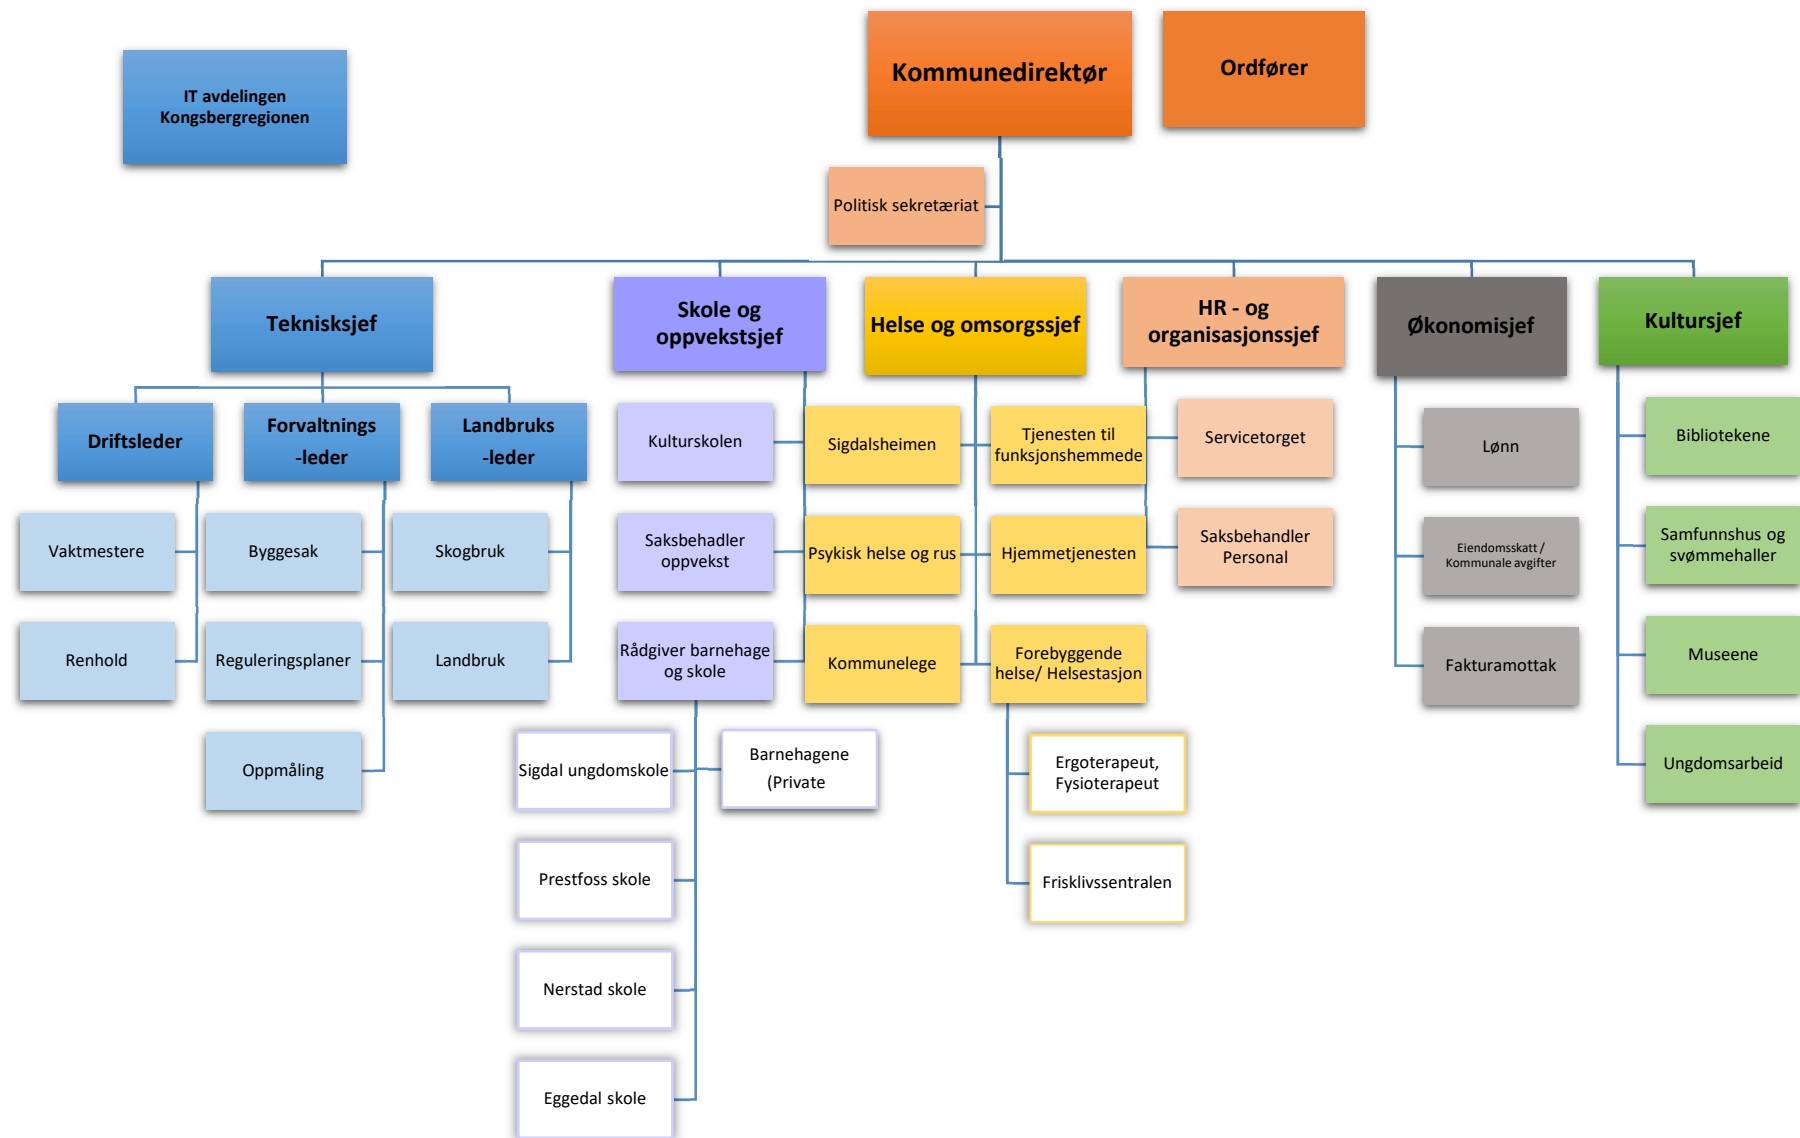 Kommunedirektør
Ordfører
IT avdelingen
Kongsbergregionen
Politisk sekretæriat
Tekniksjef
Skole og
oppvekstsjef
Helse og omsorgssjef
HR - og
organisasjonssjef
Økonomisjef
Kultursjef
Driftsleder
Forvaltnings
-leder
Landbruks
-leder
Vaktmestere
Renhold
Byggesak
Reguleringsplaner
Oppmåling
Skogbruk
Landbruk
Kulturskolen
Saksbehadler
oppvekst
Rådgiver barnehage
og skole
Sigdal ungdomskole
Barnehagene
(Private
Prestfoss skole
Nerstad skole
Eggedal skole
Sigdalsheimen
Tjenesten til
funksjonshemmede
Psykisk helse og rus
Hjemmetjenesten
Kommunelege
Forebyggende
helse/ Helsestasjon
Ergoterapeut,
Fysioterapeut
Frisklivssentralen
Servicetorget
Saksbehandler
Personal
Lønn
Eiendomsskatt /
Kommunale avgifter
Fakturamottak
Bibliotekene
Samfunnshus og
svømmehaller
Museene
Ungdomsarbeid